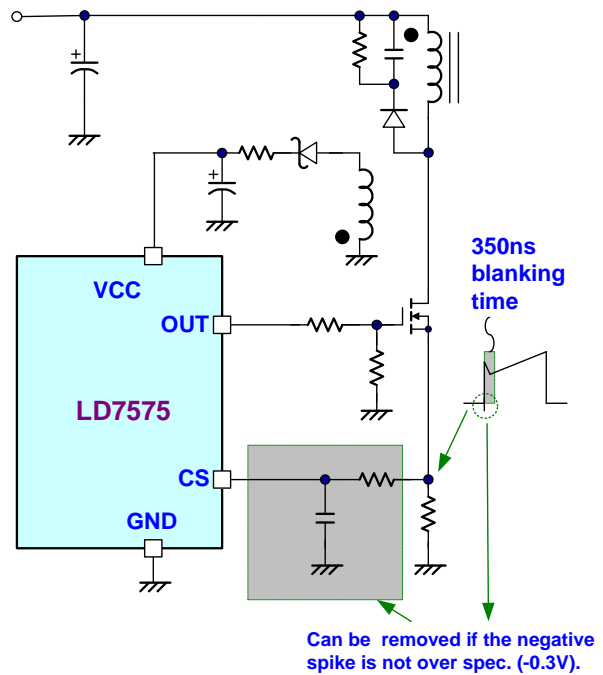 +
+
VCC
350ns
blanking
time
OUT
LD7575
CS
GND
Can be removed if the negative
spike is not over spec. (-0.3V).